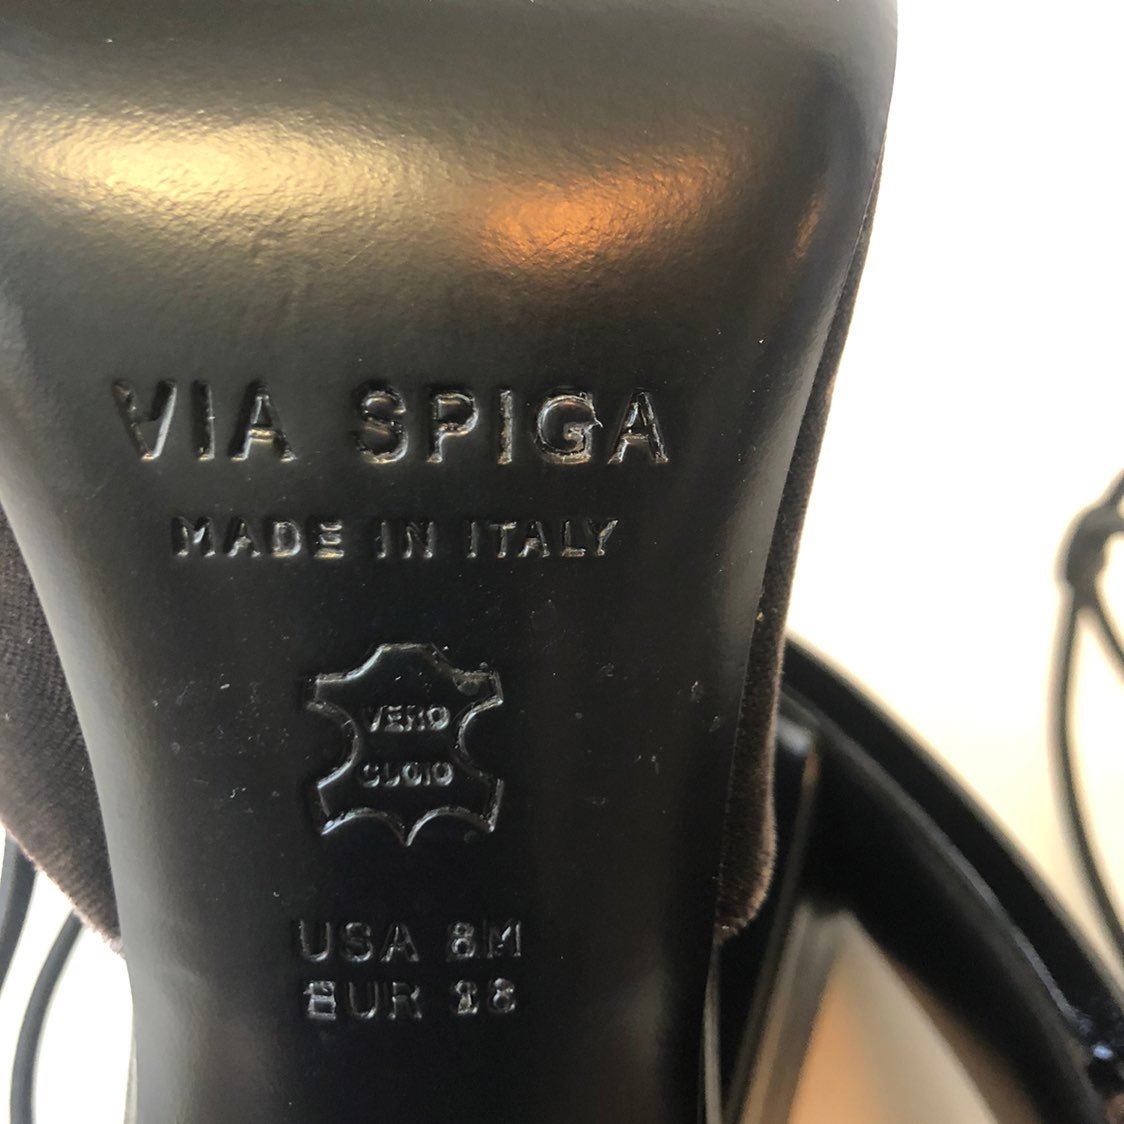 VIA SPIGA
MADE IN ITALY
VERO
CUOIO
USA 8M
EUR 38